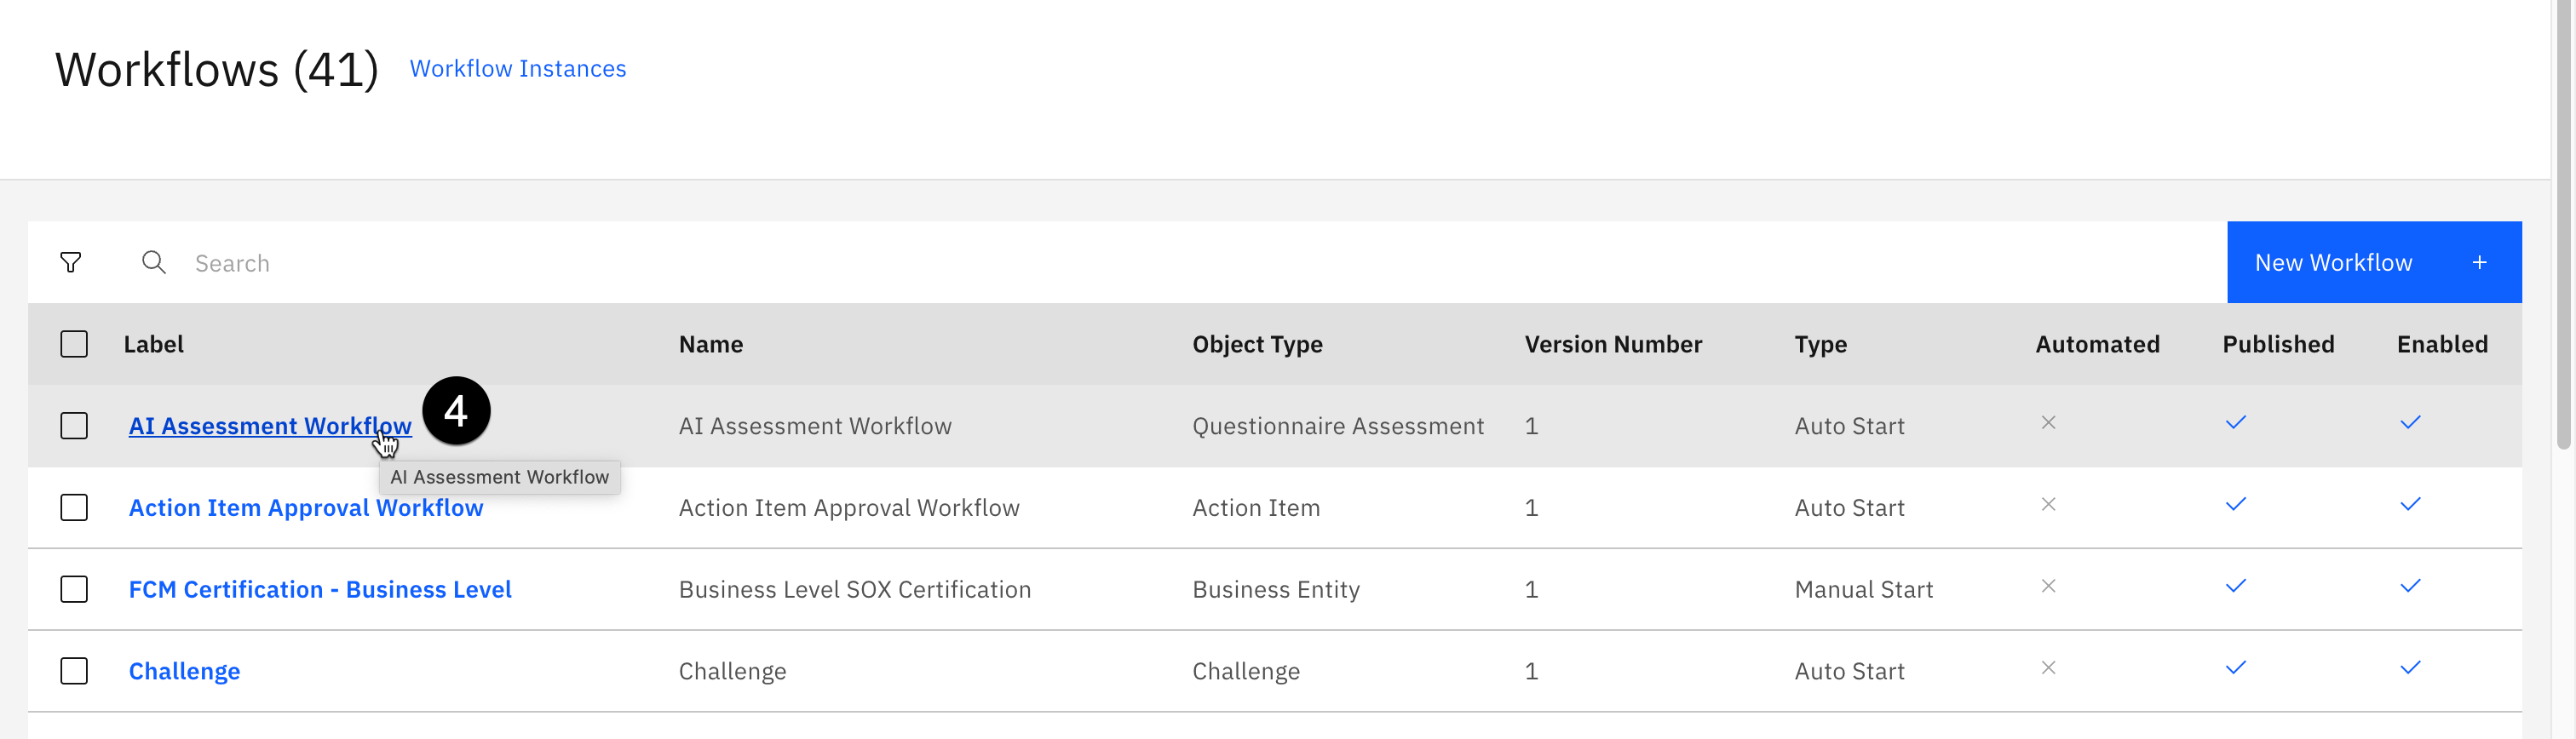 Workflows (41) Workflow Instances
Search
New Workflow +
Label Name Object Type Version Number Type Automated Published Enabled
AI Assessment Workflow 4 AI Assessment Workflow Questionnaire Assessment 1 Auto Start
AI Assessment Workflow
Action Item Approval Workflow Action Item Approval Workflow Action Item 1 Auto Start
FCM Certification - Business Level Business Level SOX Certification Business Entity 1 Manual Start
Challenge Challenge Challenge 1 Auto Start